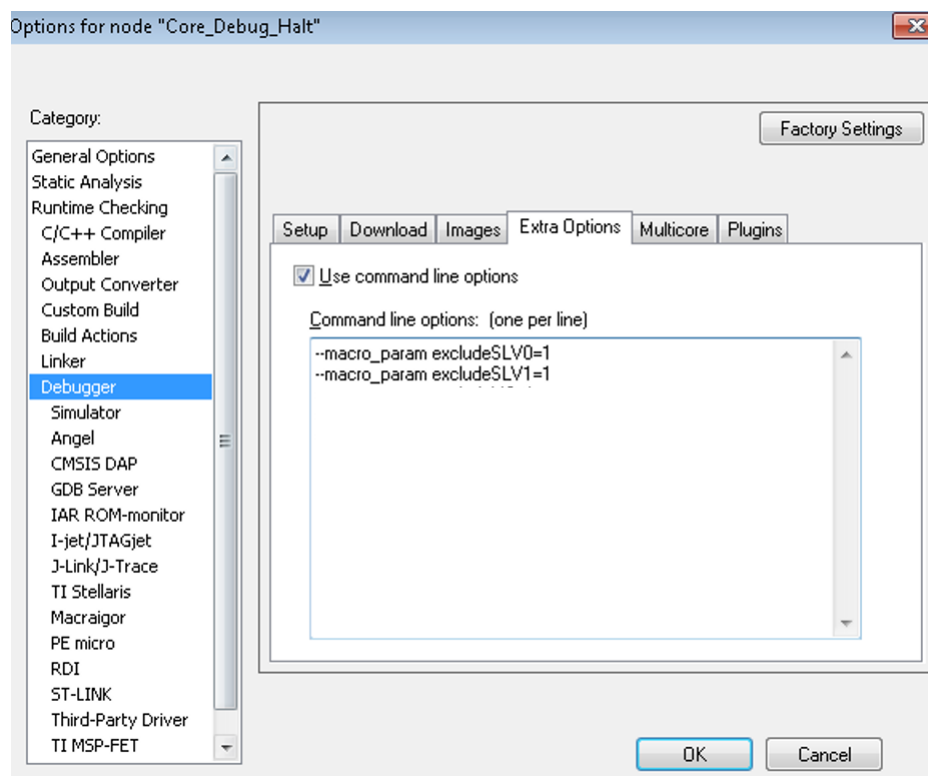 Options for node "Core_Debug_Halt"
Category:
Factory Settings
General Options
Static Analysis
Runtime Checking
C/C++ Compiler
Assembler
Output Converter
Custom Build
Build Actions
Linker
Debugger
Simulator
Angel
CMSIS DAP
GDB Server
IAR ROM-monitor
I-jet/JTAGjet
J-Link/J-Trace
TI Stellaris
Macraigor
PE micro
RDI
ST-LINK
Third-Party Driver
TI MSP-FET
Setup Download Images Extra Options Multicore Plugins
Use command line options
Command line options: (one per line)
--macro_param excludeSLV0=1
--macro_param excludeSLV1=1
OK Cancel